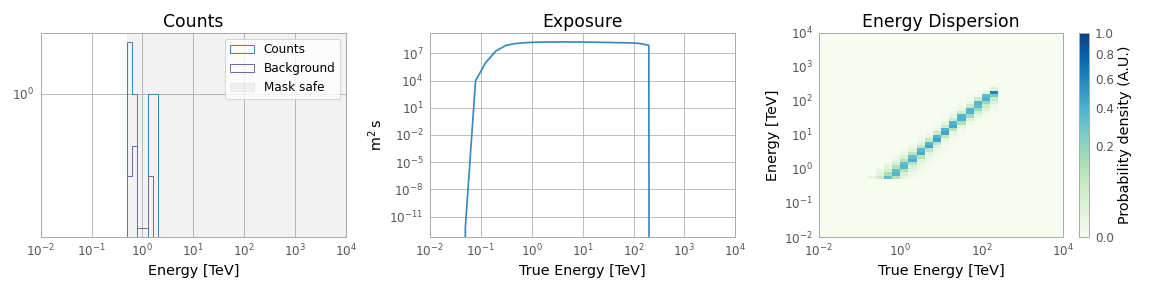 Counts
Counts
Background
Mask safe
10^0
10^-2 10^-1 10^0 10^1 10^2 10^3 10^4
Energy [TeV]
Exposure
m^2 s
10^7
10^4
10^1
10^-2
10^-5
10^-8
10^-11
10^-2 10^-1 10^0 10^1 10^2 10^3 10^4
True Energy [TeV]
Energy Dispersion
Energy [TeV]
10^4
10^3
10^2
10^1
10^0
10^-1
10^-2
10^-2 10^0 10^2 10^4
True Energy [TeV]
1.0
0.8
0.6
0.4
0.2
0.0
Probability density (A.U.)